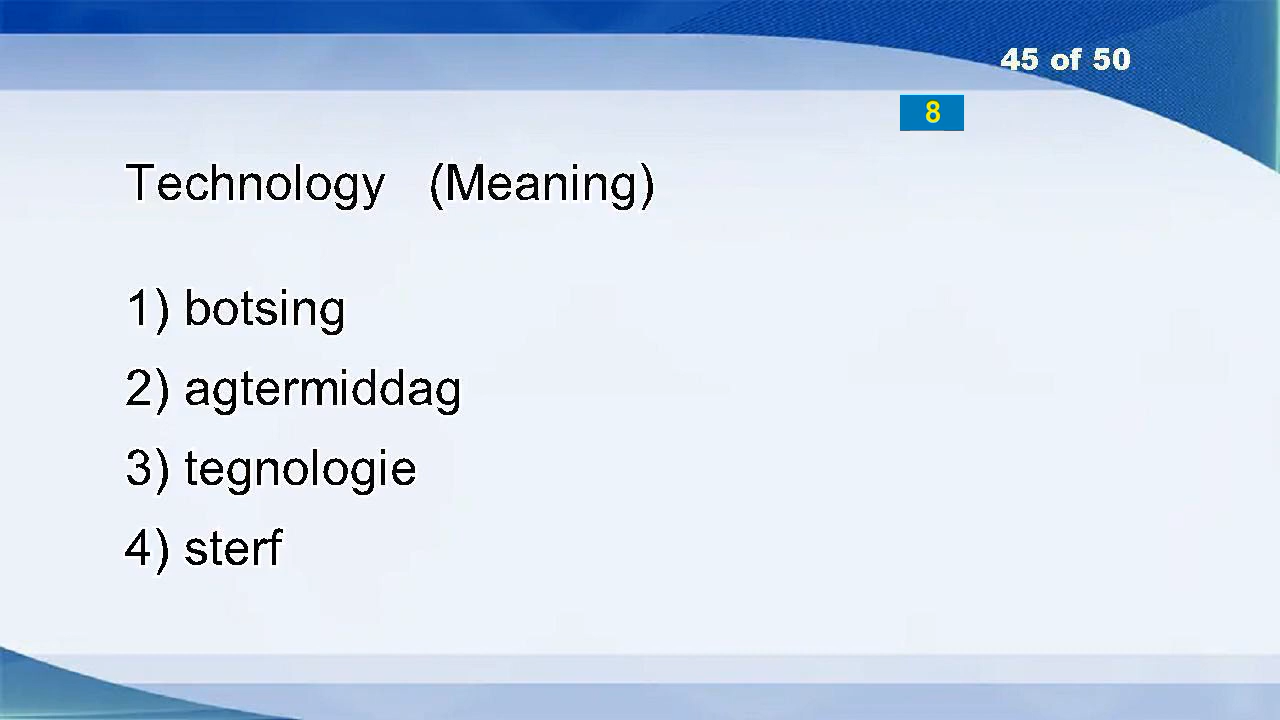 45 of 50
8
Technology (Meaning)
1) botsing
2) agtermiddag
3) tegnologie
4) sterf